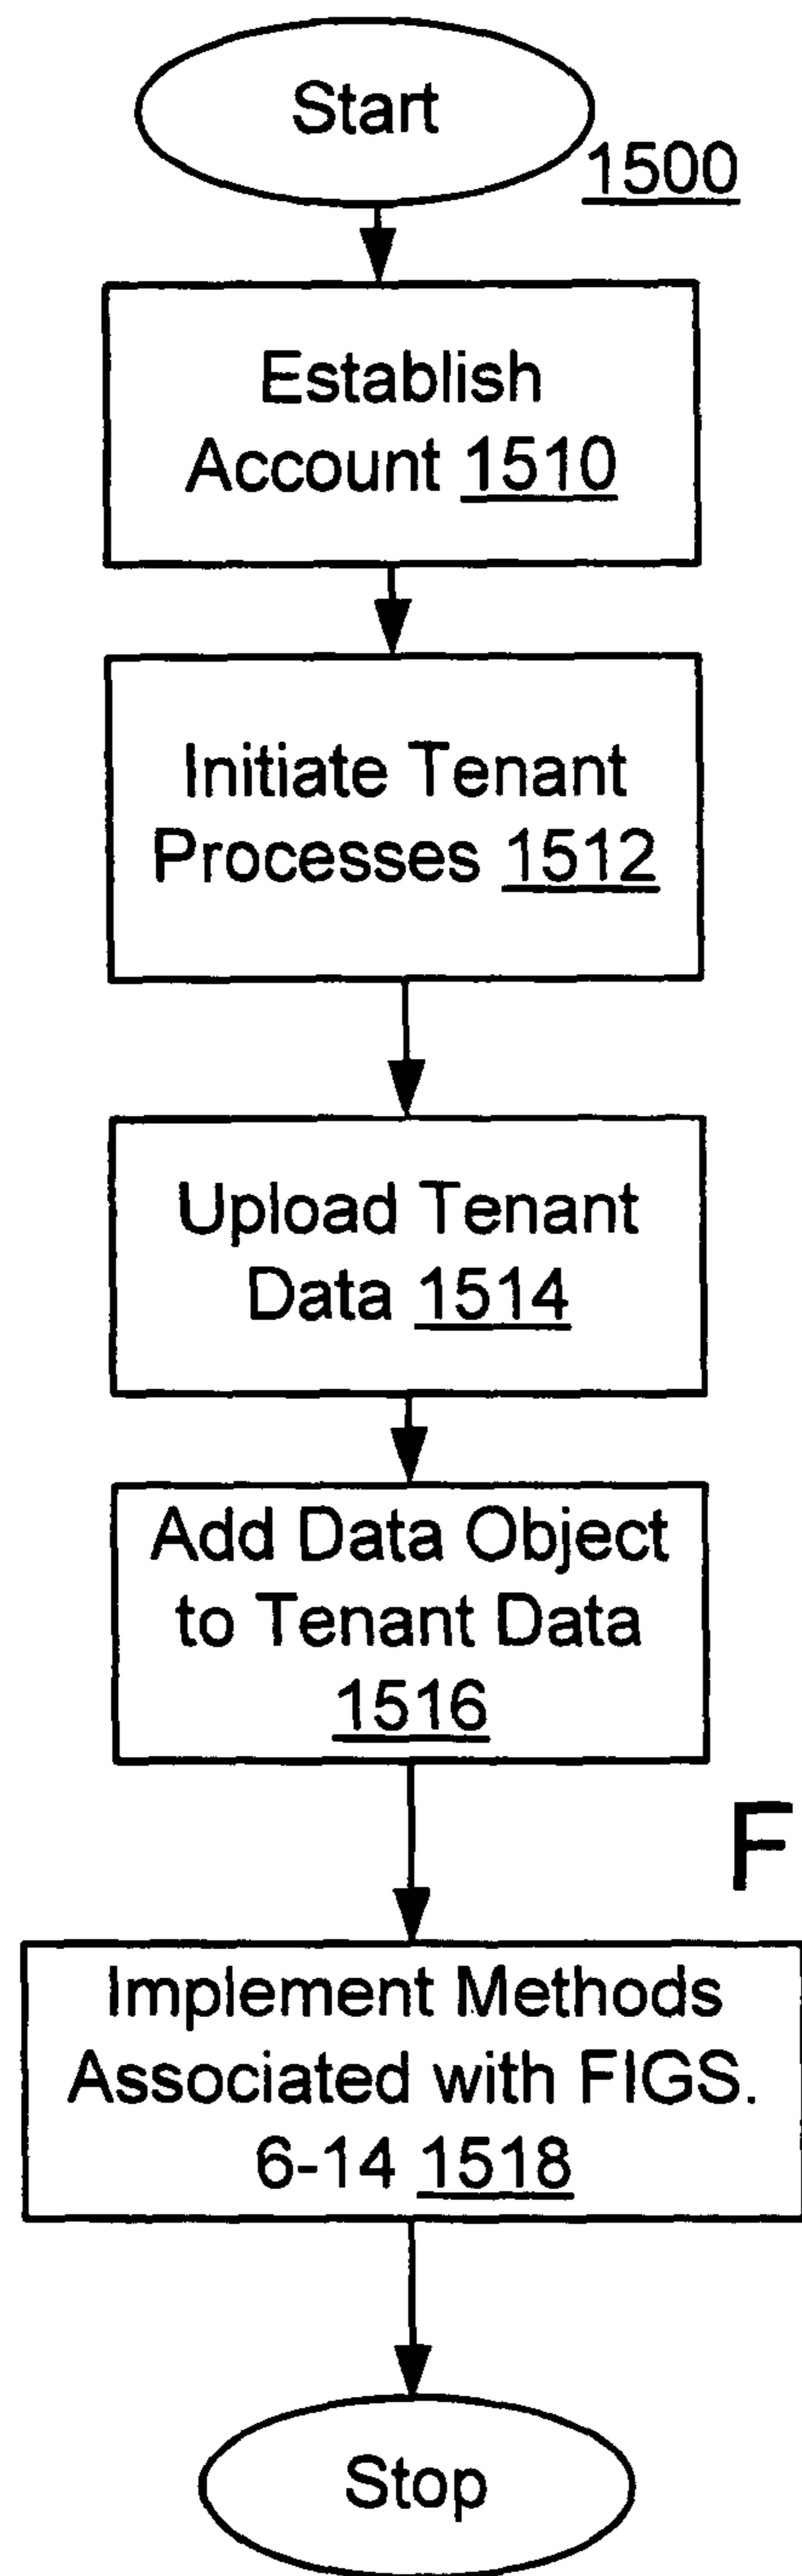 Start
1500
Establish
Account 1510
Initiate Tenant
Processes 1512
Upload Tenant
Data 1514
Add Data Object
to Tenant Data
1516
F
Implement Methods
Associated with FIGS.
6-14 1518
Stop